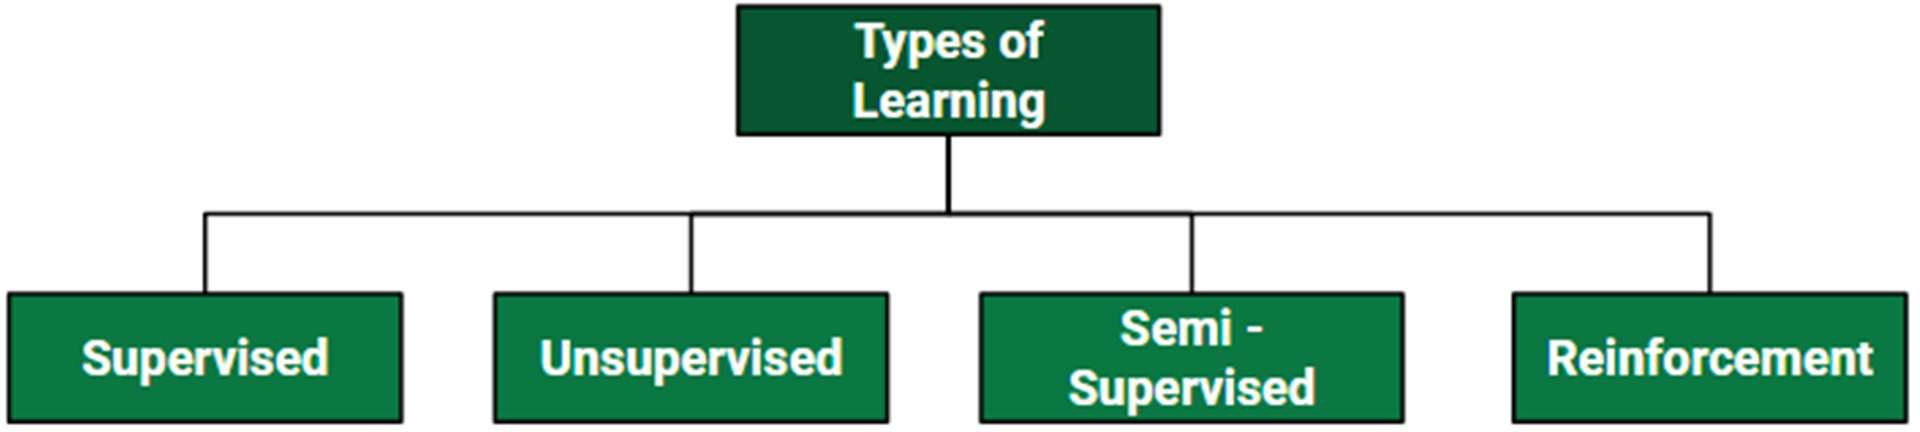 Types of
Learning
Supervised
Unsupervised
Semi -
Supervised
Reinforcement